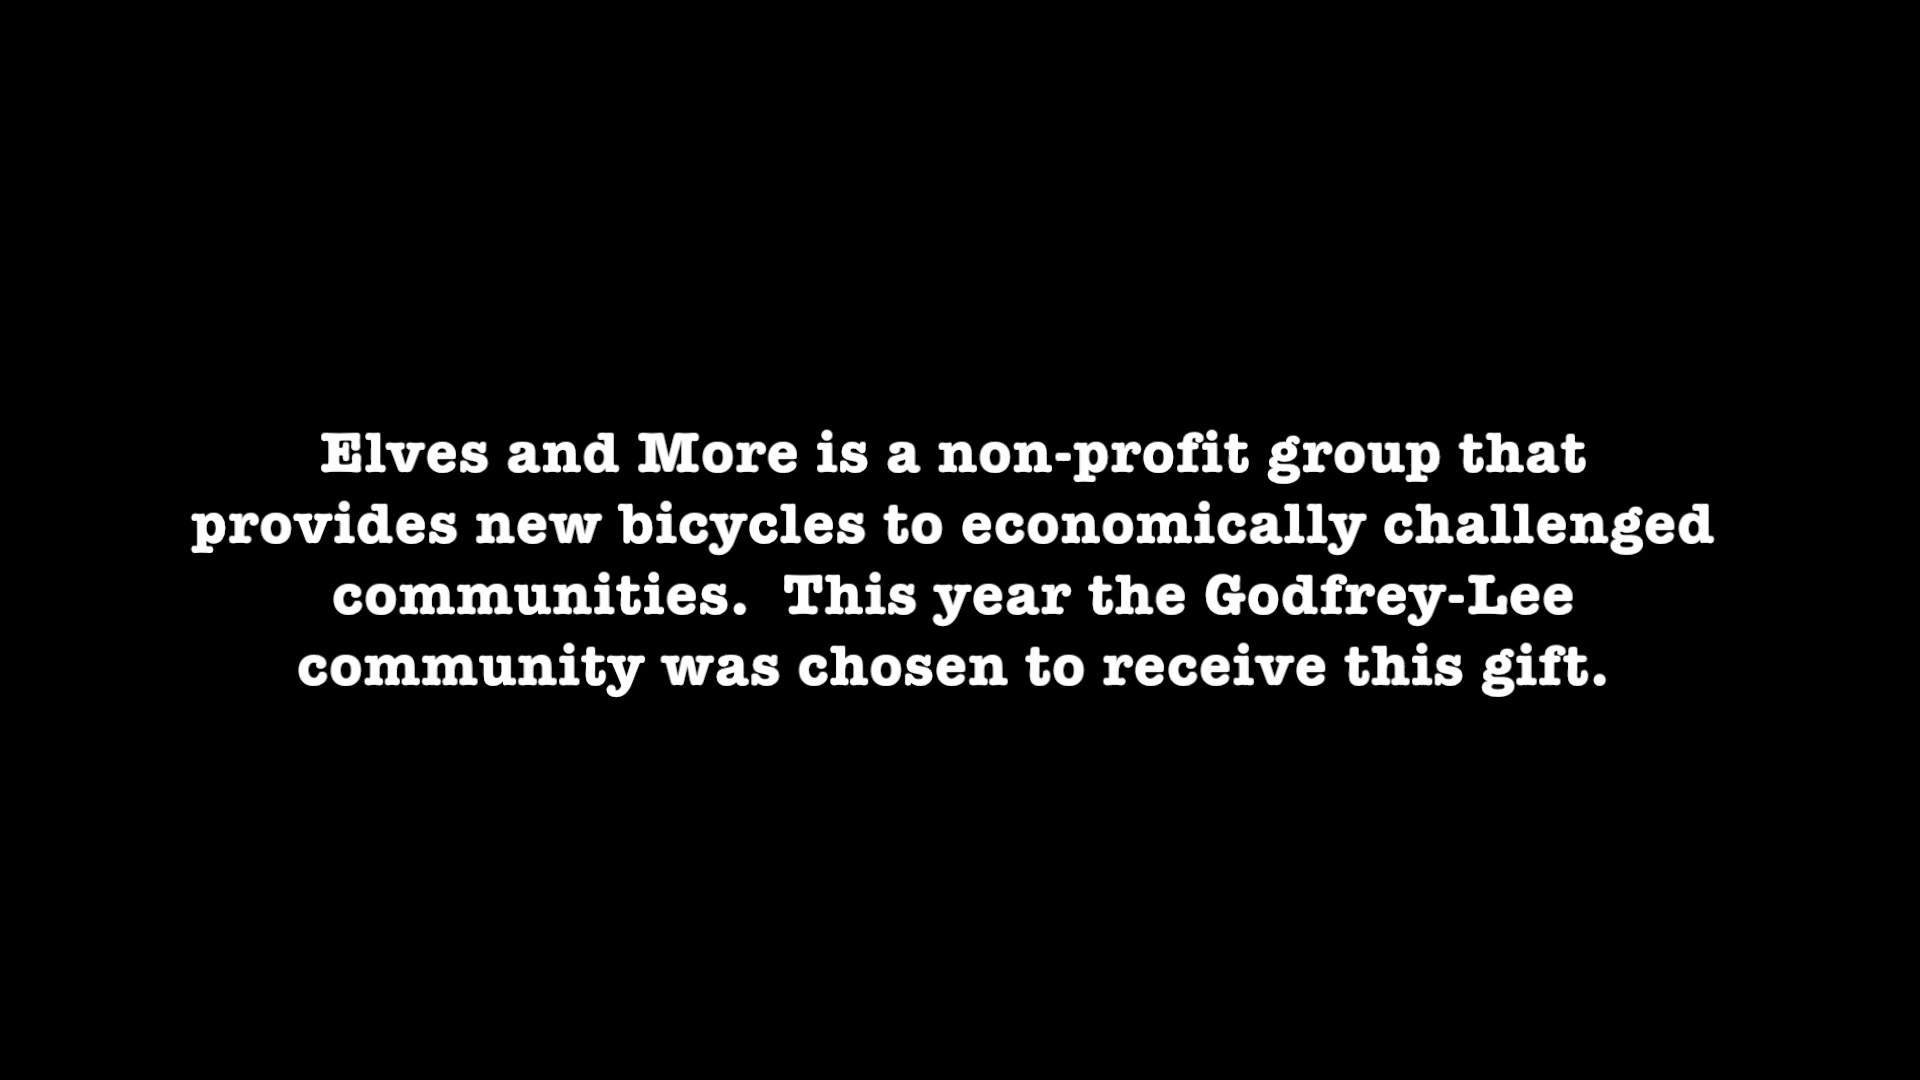 Elves and More is a non-profit group that
provides new bicycles to economically challenged
communities.  This year the Godfrey-Lee
community was chosen to receive this gift.